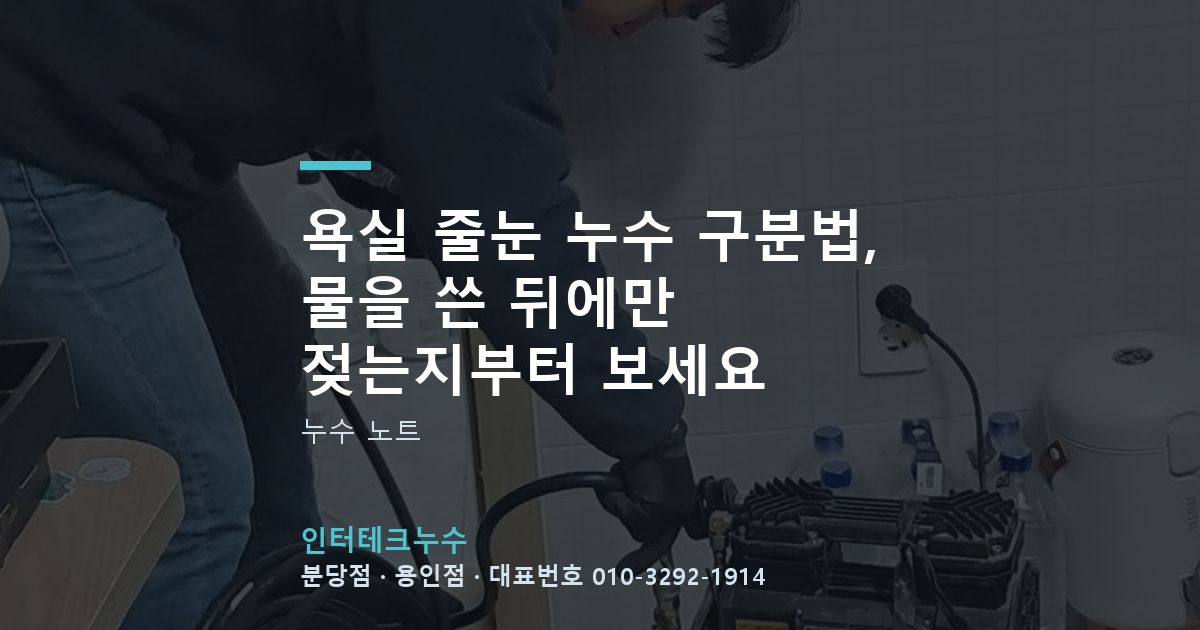 욕실 줄눈 누수 구분법,
물을 쓴 뒤에만
젖는지부터 보세요
누수 노트
인터테크누수
분당점 · 용인점 · 대표번호 010-3292-1914